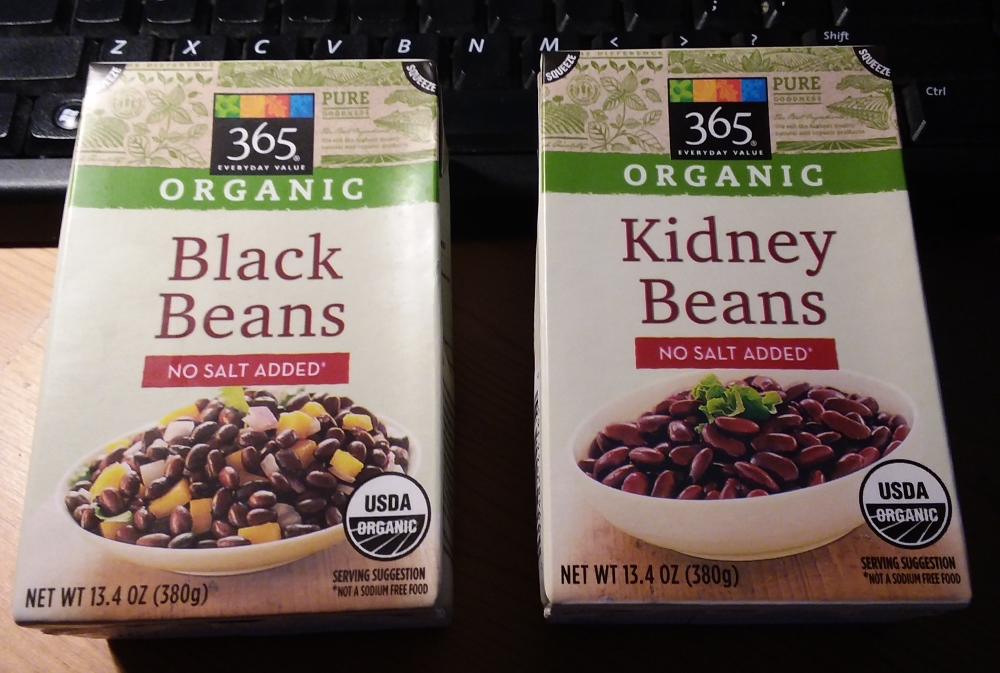 Z X C V B N M < > ? Shift
Ctrl
SQUEEZE
PURE
GOODNESS
365
EVERYDAY VALUE
ORGANIC
Black
Beans
NO SALT ADDED*
USDA
ORGANIC
SERVING SUGGESTION
*NOT A SODIUM FREE FOOD
NET WT 13.4 OZ (380g)
SQUEEZE
SQUEEZE
PURE
GOODNESS
365
EVERYDAY VALUE
ORGANIC
Kidney
Beans
NO SALT ADDED*
USDA
ORGANIC
SERVING SUGGESTION
*NOT A SODIUM FREE FOOD
NET WT 13.4 OZ (380g)